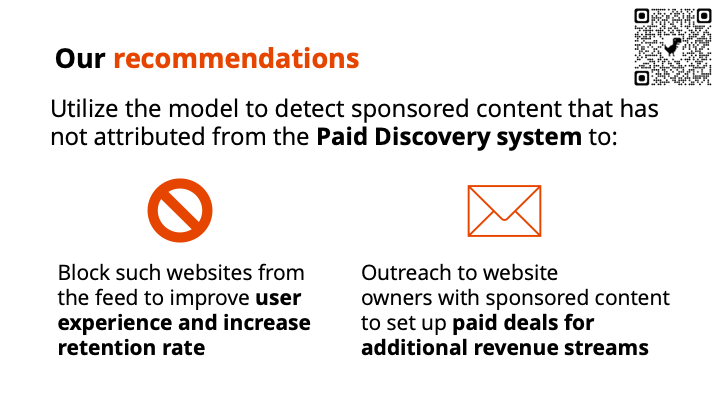 Our recommendations
Utilize the model to detect sponsored content that has
not attributed from the Paid Discovery system to:
Block such websites from
the feed to improve user
experience and increase
retention rate
Outreach to website
owners with sponsored content
to set up paid deals for
additional revenue streams